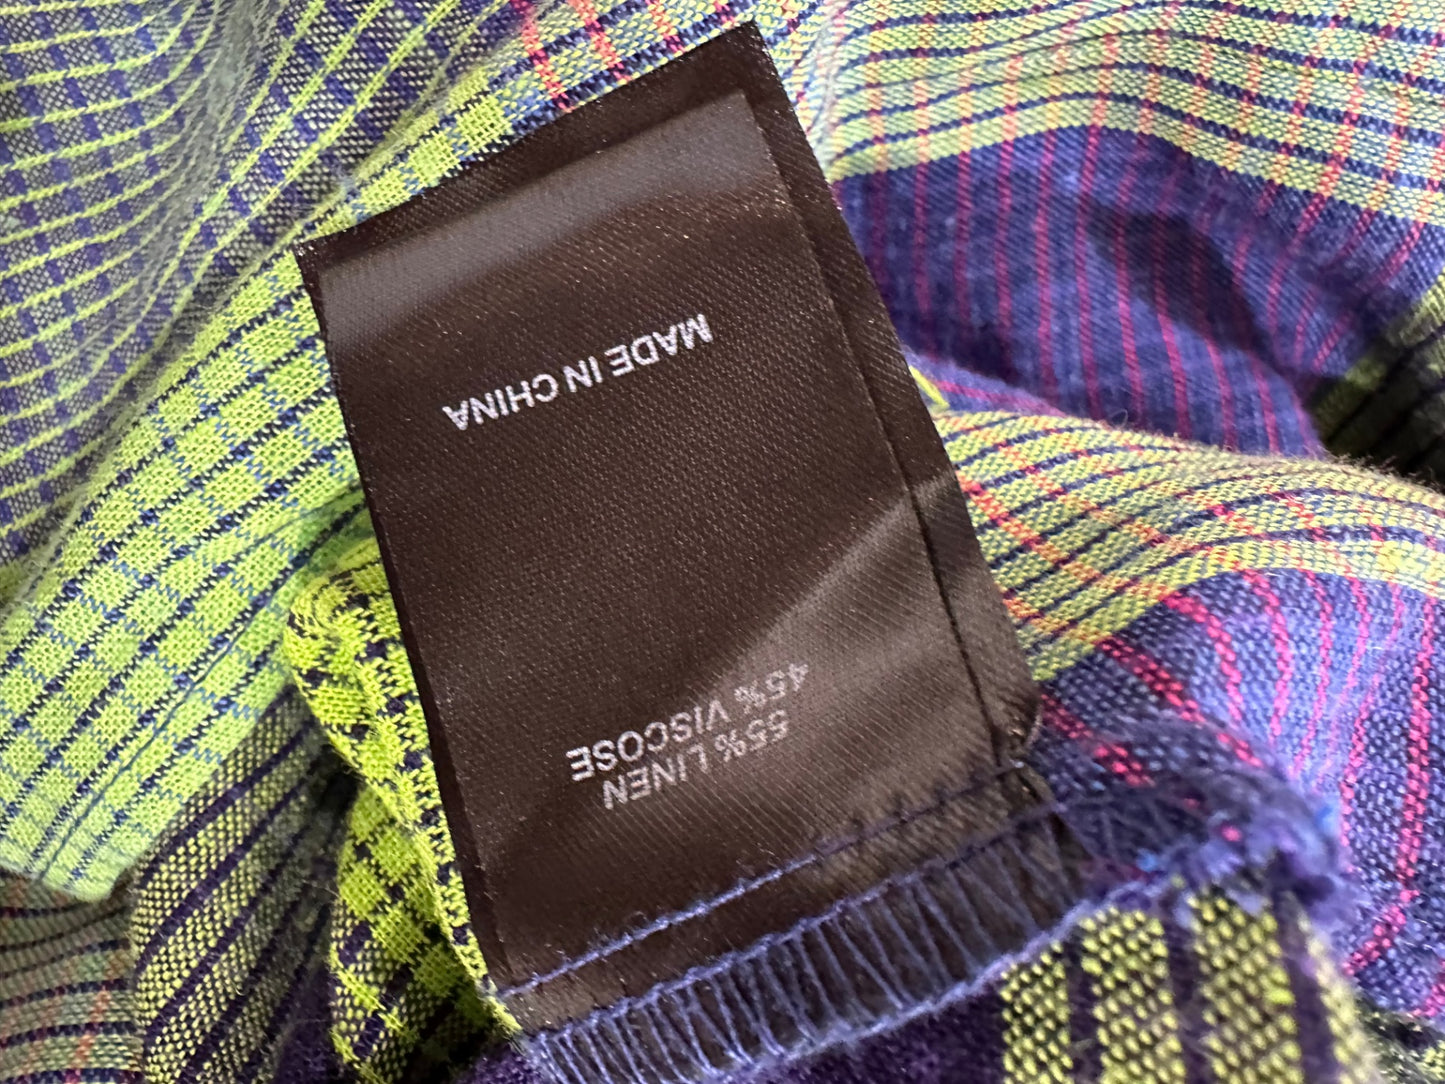 55% LINEN
45% VISCOSE
MADE IN CHINA